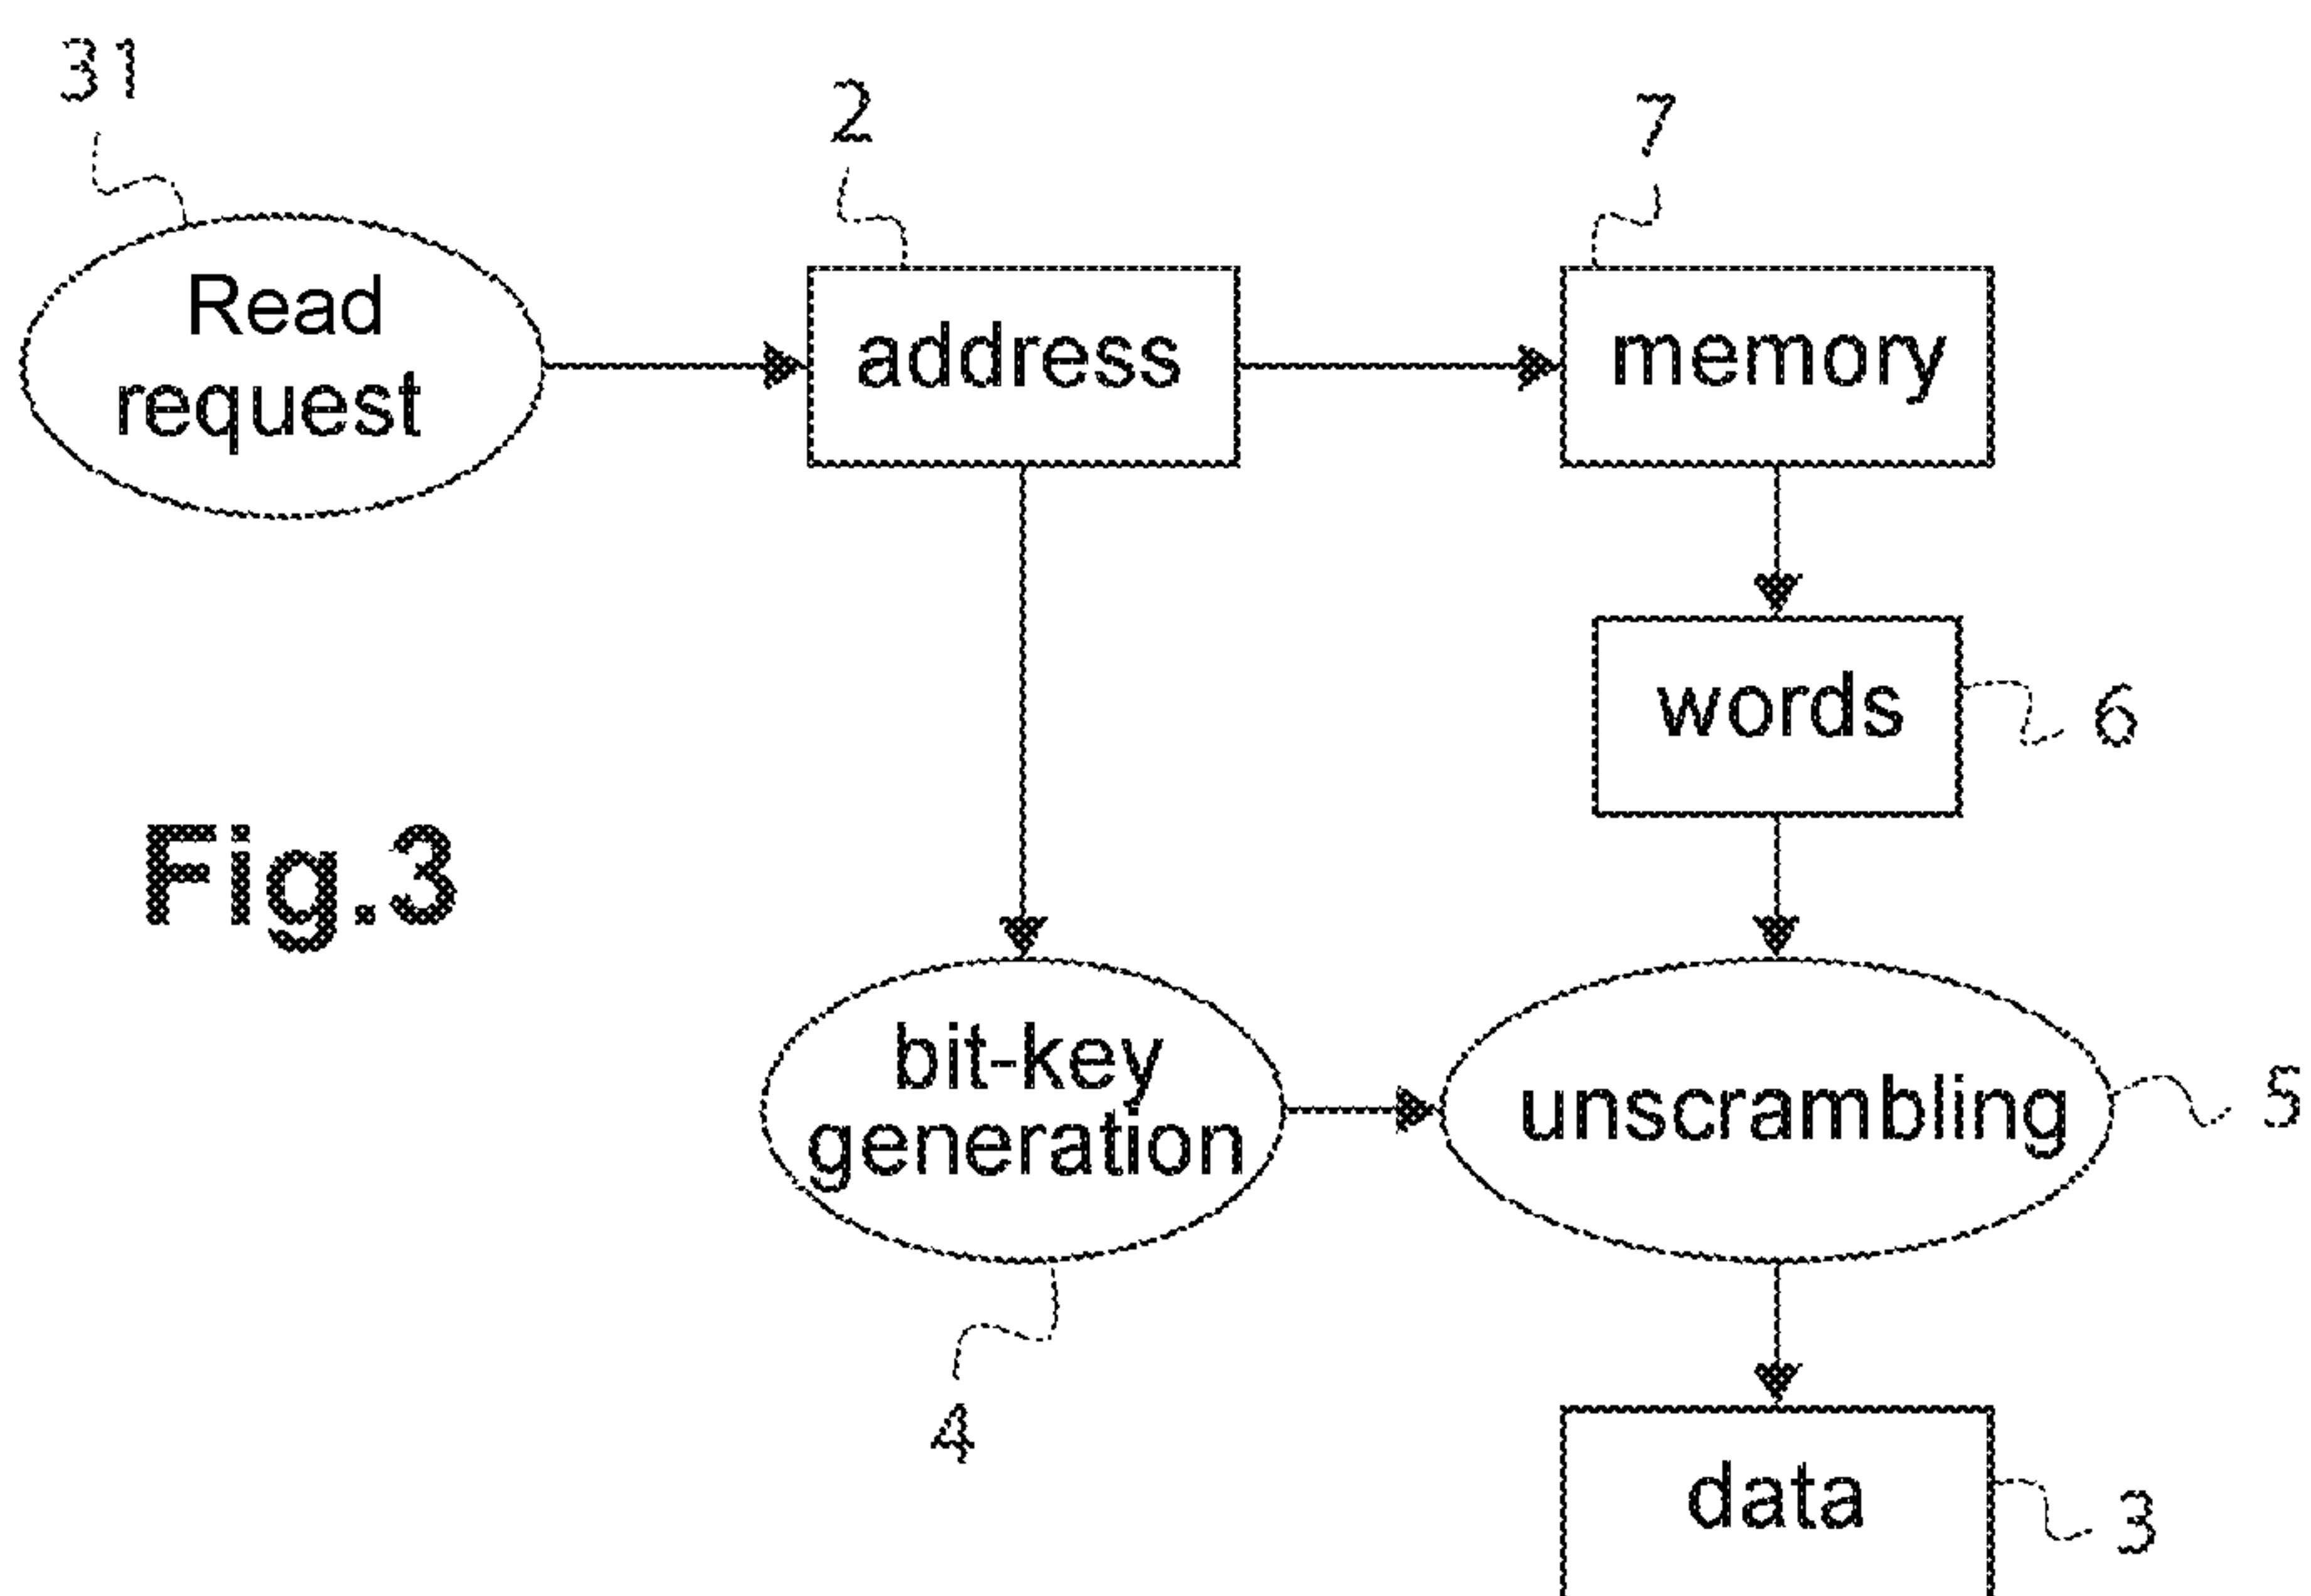 31
2
7
Read
request
address
memory
words
6
Fig.3
bit-key
generation
unscrambling
5
4
data
3